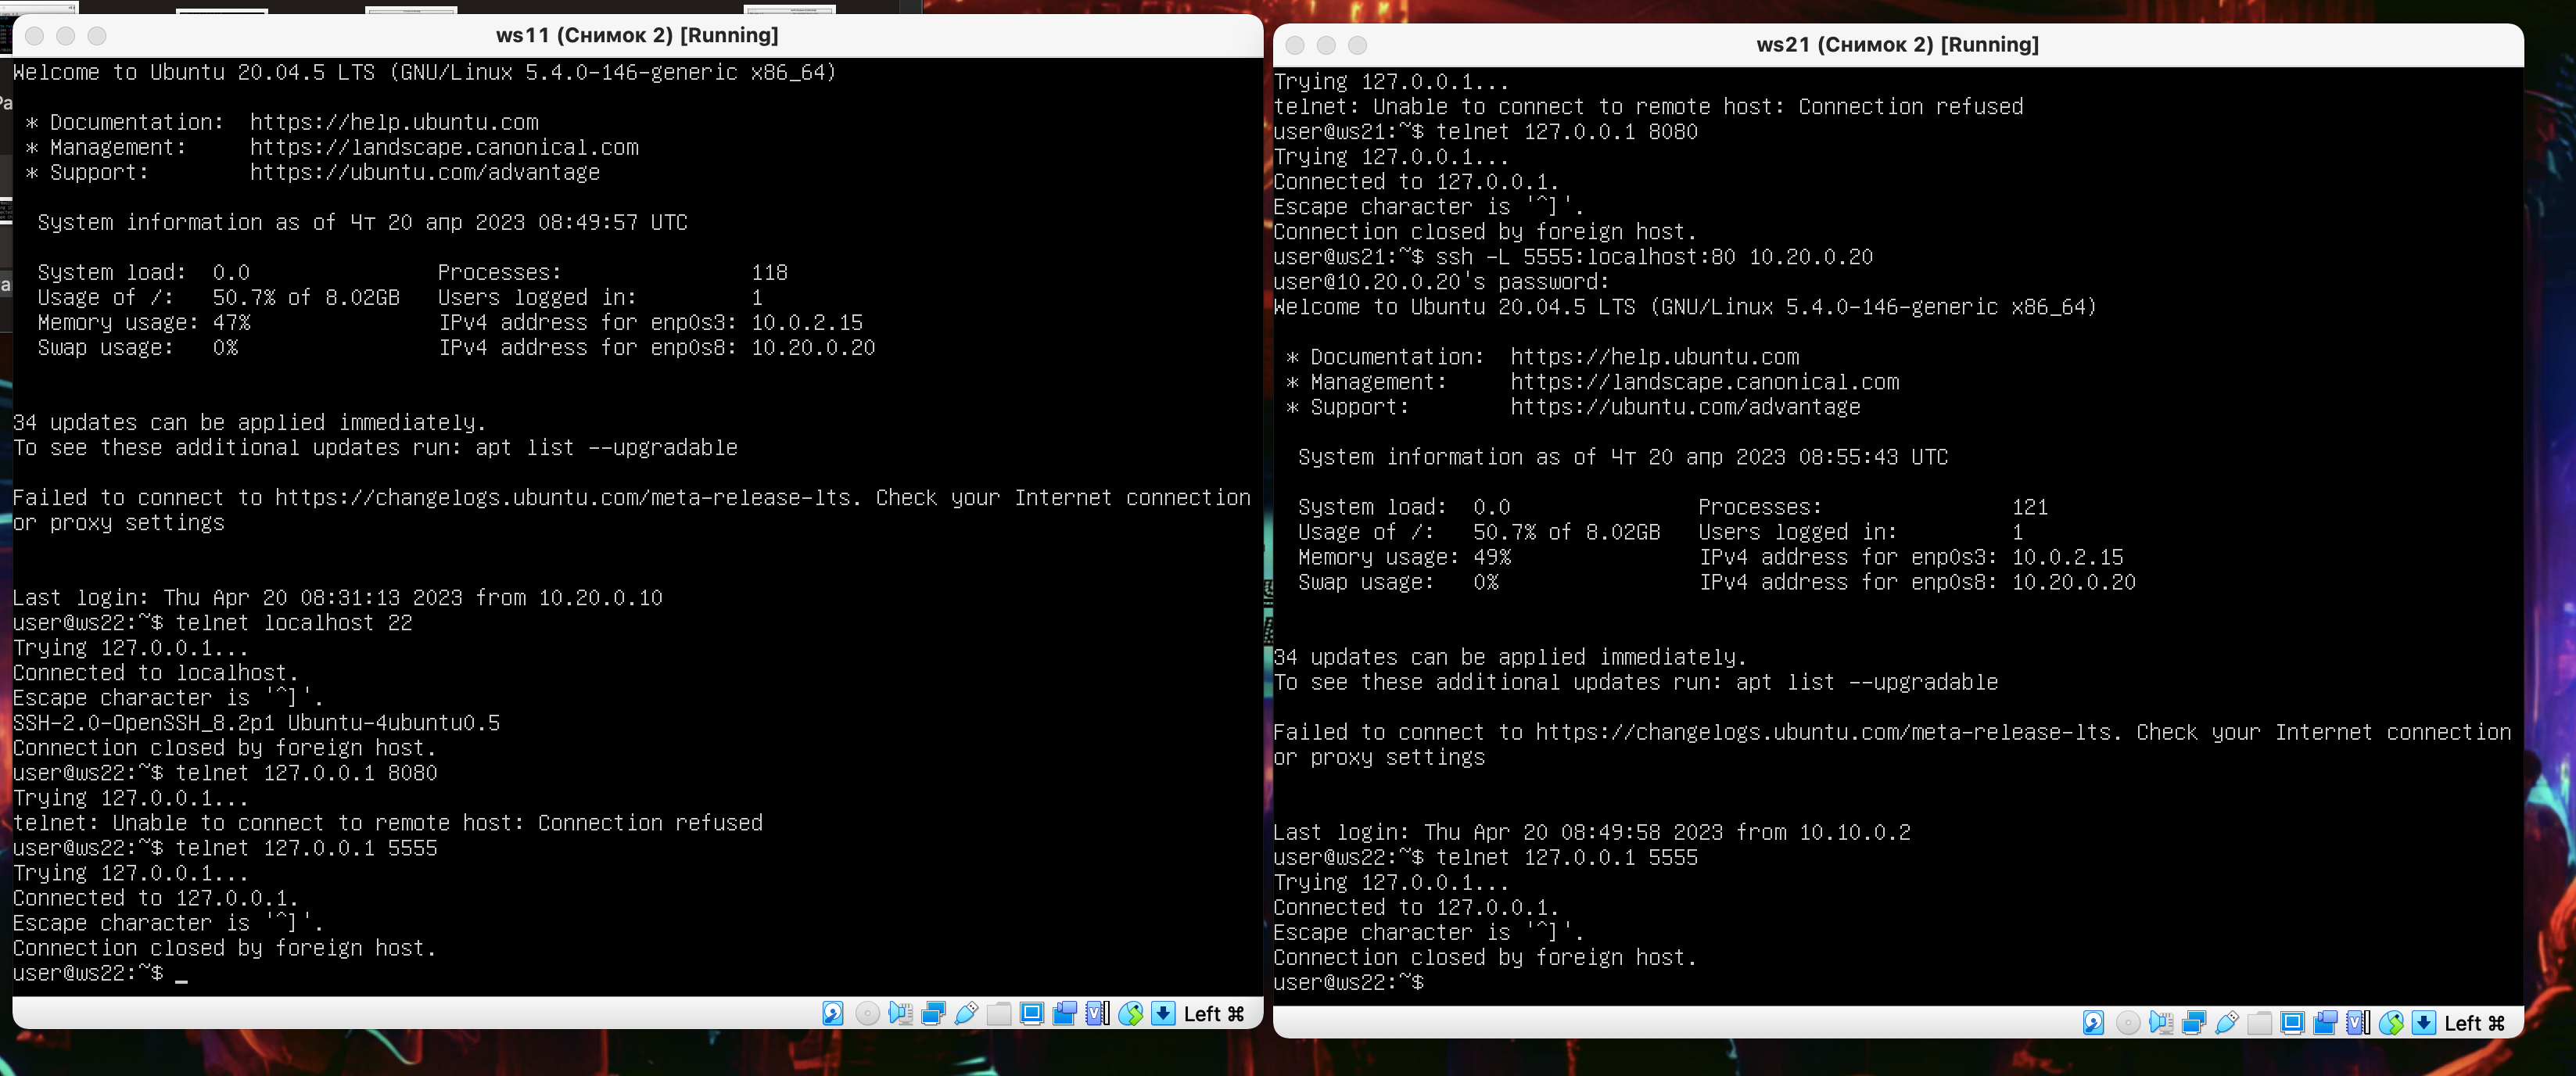 ws11 (Снимок 2) [Running]
Welcome to Ubuntu 20.04.5 LTS (GNU/Linux 5.4.0-146-generic x86_64)
* Documentation:  https://help.ubuntu.com
* Management:     https://landscape.canonical.com
* Support:        https://ubuntu.com/advantage
System information as of Чт 20 апр 2023 08:49:57 UTC
System load:  0.0               Processes:               118
Usage of /:   50.7% of 8.02GB   Users logged in:         1
Memory usage: 47%               IPv4 address for enp0s3: 10.0.2.15
Swap usage:   0%                IPv4 address for enp0s8: 10.20.0.20
34 updates can be applied immediately.
To see these additional updates run: apt list --upgradable
Failed to connect to https://changelogs.ubuntu.com/meta-release-lts. Check your Internet connection
or proxy settings
Last login: Thu Apr 20 08:31:13 2023 from 10.20.0.10
user@ws22:~$ telnet localhost 22
Trying 127.0.0.1...
Connected to localhost.
Escape character is '^]'.
SSH-2.0-OpenSSH_8.2p1 Ubuntu-4ubuntu0.5
Connection closed by foreign host.
user@ws22:~$ telnet 127.0.0.1 8080
Trying 127.0.0.1...
telnet: Unable to connect to remote host: Connection refused
user@ws22:~$ telnet 127.0.0.1 5555
Trying 127.0.0.1...
Connected to 127.0.0.1.
Escape character is '^]'.
Connection closed by foreign host.
user@ws22:~$ _
Left ⌘
ws21 (Снимок 2) [Running]
Trying 127.0.0.1...
telnet: Unable to connect to remote host: Connection refused
user@ws21:~$ telnet 127.0.0.1 8080
Trying 127.0.0.1...
Connected to 127.0.0.1.
Escape character is '^]'.
Connection closed by foreign host.
user@ws21:~$ ssh -L 5555:localhost:80 10.20.0.20
user@10.20.0.20's password:
Welcome to Ubuntu 20.04.5 LTS (GNU/Linux 5.4.0-146-generic x86_64)
* Documentation:  https://help.ubuntu.com
* Management:     https://landscape.canonical.com
* Support:        https://ubuntu.com/advantage
System information as of Чт 20 апр 2023 08:55:43 UTC
System load:  0.0               Processes:               121
Usage of /:   50.7% of 8.02GB   Users logged in:         1
Memory usage: 49%               IPv4 address for enp0s3: 10.0.2.15
Swap usage:   0%                IPv4 address for enp0s8: 10.20.0.20
34 updates can be applied immediately.
To see these additional updates run: apt list --upgradable
Failed to connect to https://changelogs.ubuntu.com/meta-release-lts. Check your Internet connection
or proxy settings
Last login: Thu Apr 20 08:49:58 2023 from 10.10.0.2
user@ws22:~$ telnet 127.0.0.1 5555
Trying 127.0.0.1...
Connected to 127.0.0.1.
Escape character is '^]'.
Connection closed by foreign host.
user@ws22:~$
Left ⌘